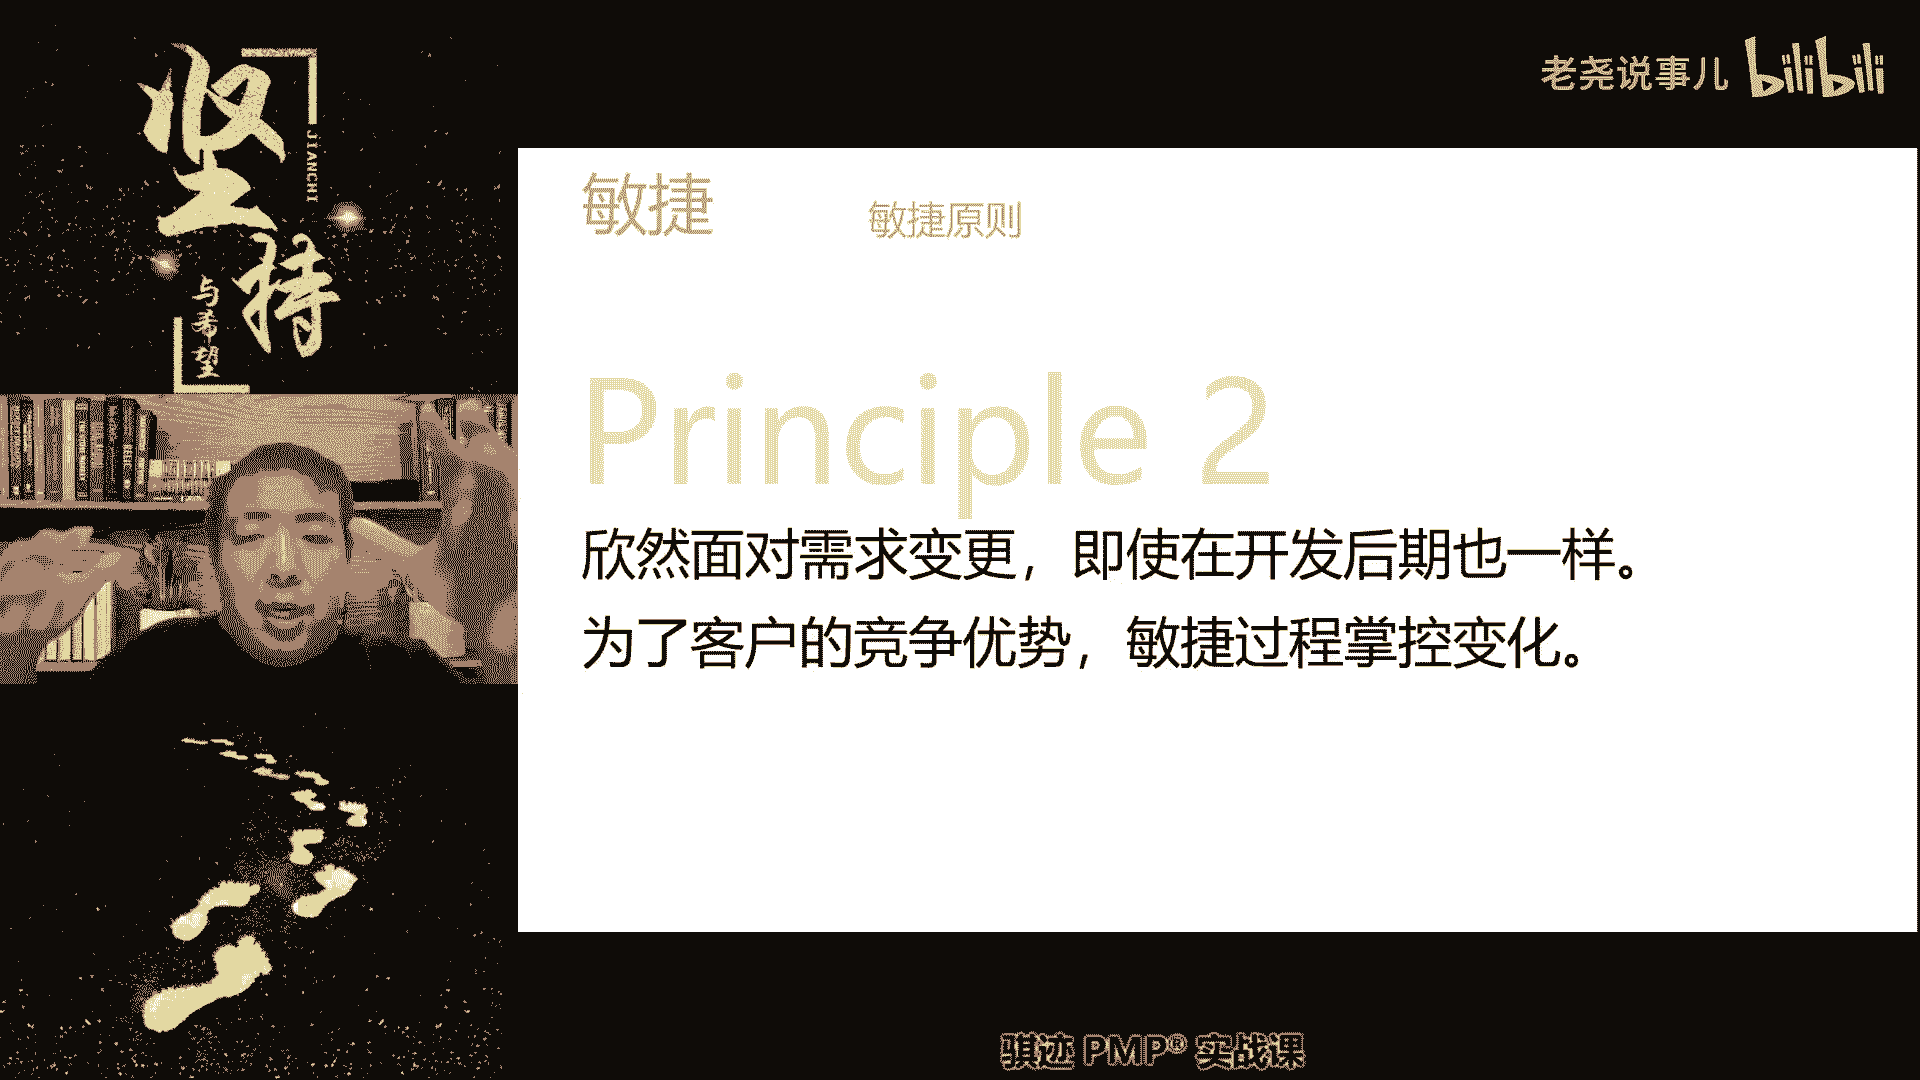 坚持
JIANCHI
与希望
老尧说事儿 bilibili
敏捷
敏捷原则
Principle 2
欣然面对需求变更，即使在开发后期也一样。
为了客户的竞争优势，敏捷过程掌控变化。
骐迹 PMP® 实战课